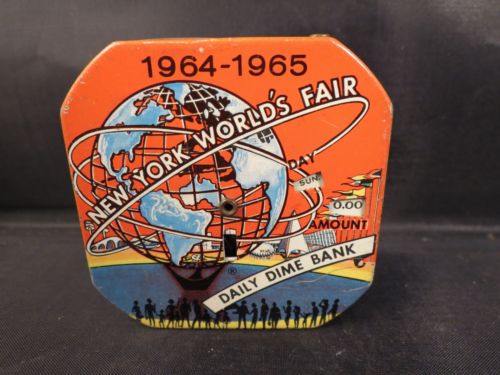 1964-1965
NEW YORK WORLD'S FAIR
DAY
SUN
0.00
AMOUNT
®
DAILY DIME BANK